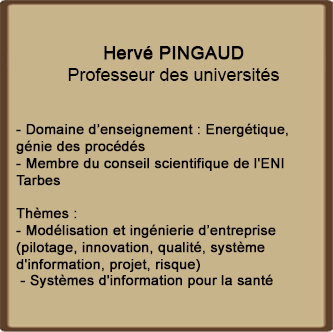 Hervé PINGAUD
Professeur des universités
- Domaine d'enseignement : Energétique,
génie des procédés
- Membre du conseil scientifique de l'ENI
Tarbes
Thèmes :
- Modélisation et ingénierie d'entreprise
(pilotage, innovation, qualité, système
d'information, projet, risque)
- Systèmes d'information pour la santé